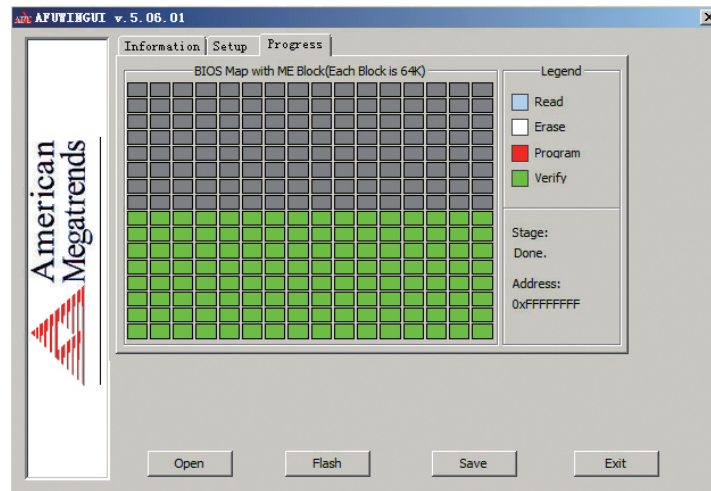 AFUWINGUI v.5.06.01
Information
Setup
Progress
BIOS Map with ME Block(Each Block is 64K)
Legend
Read
Erase
Program
Verify
Stage:
Done.
Address:
0xFFFFFFFF
American
Megatrends
Open
Flash
Save
Exit